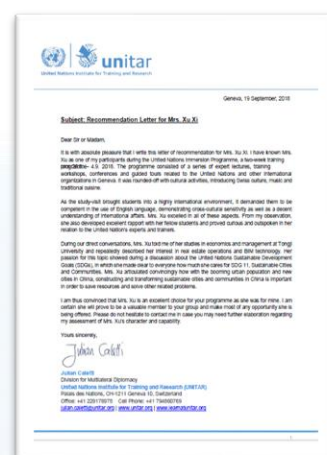 unitar
United Nations Institute for Training and Research
Geneva, 19 September, 2016
Subject: Recommendation Letter for Mrs. Xu Xi
Dear Sir or Madam,
It is with absolute pleasure that I write this letter of recommendation for Mrs. Xu Xi. I have known Mrs.
Xu as one of my participants during the United Nations Immersion Programme, a two-week training
4.9. 2016. The programme consisted of a series of expert lectures, training
workshops, conferences and guided tours related to the United Nations and other international
organizations in Geneva. It was rounded-off with cultural activities, introducing Swiss culture, music and
traditional cuisine.
As the study-visit brought students into a highly international environment, it demanded them to be
competent in the use of English language, demonstrating cross-cultural sensitivity as well as a decent
understanding of international affairs. Mrs. Xu excelled in all of these aspects. From my observation,
she also developed excellent rapport with her fellow students and proved curious and outspoken in her
relation to the United Nation's experts and trainers.
During our direct conversations, Mrs. Xu told me of her studies in economics and management at Tongji
University and repeatedly described her interest in real estate operations and BIM technology. Her
passion for this topic showed during a discussion about the United Nations Sustainable Development
Goals (SDGs), in which she made clear to everyone how much she cares for SDG 11, Sustainable Cities
and Communities. Mrs. Xu articulated convincingly how with the booming urban population and new
cities in China, constructing and transforming sustainable cities and communities in China is important
in order to save resources and solve other related problems.
I am thus convinced that Mrs. Xu is an excellent choice for your programme as she was for mine. I am
certain she will prove to be a valuable member to your group and make most of any opportunity she is
being offered. Please do not hesitate to contact me in case you may need further elaboration regarding
my assessment of Mrs. Xu's character and capability.
Yours sincerely,
Julian Caletti
Julian Caletti
Division for Multilateral Diplomacy
United Nations Institute for Training and Research (UNITAR)
Palais des Nations, CH-1211 Geneva 10, Switzerland